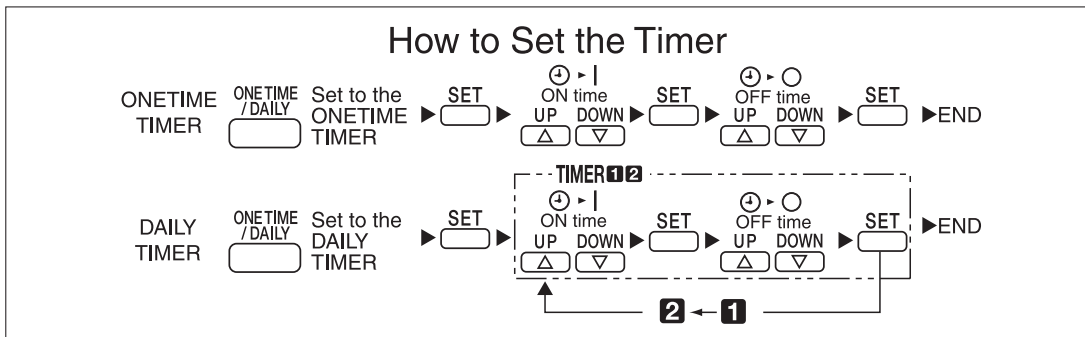 How to Set the Timer
ONETIME
TIMER
ONETIME
/ DAILY
Set to the
ONETIME
TIMER
SET
ON time
UP DOWN
SET
OFF time
UP DOWN
SET
END
DAILY
TIMER
ONETIME
/ DAILY
Set to the
DAILY
TIMER
SET
TIMER 1 2
ON time
UP DOWN
SET
OFF time
UP DOWN
SET
END
2 ← 1